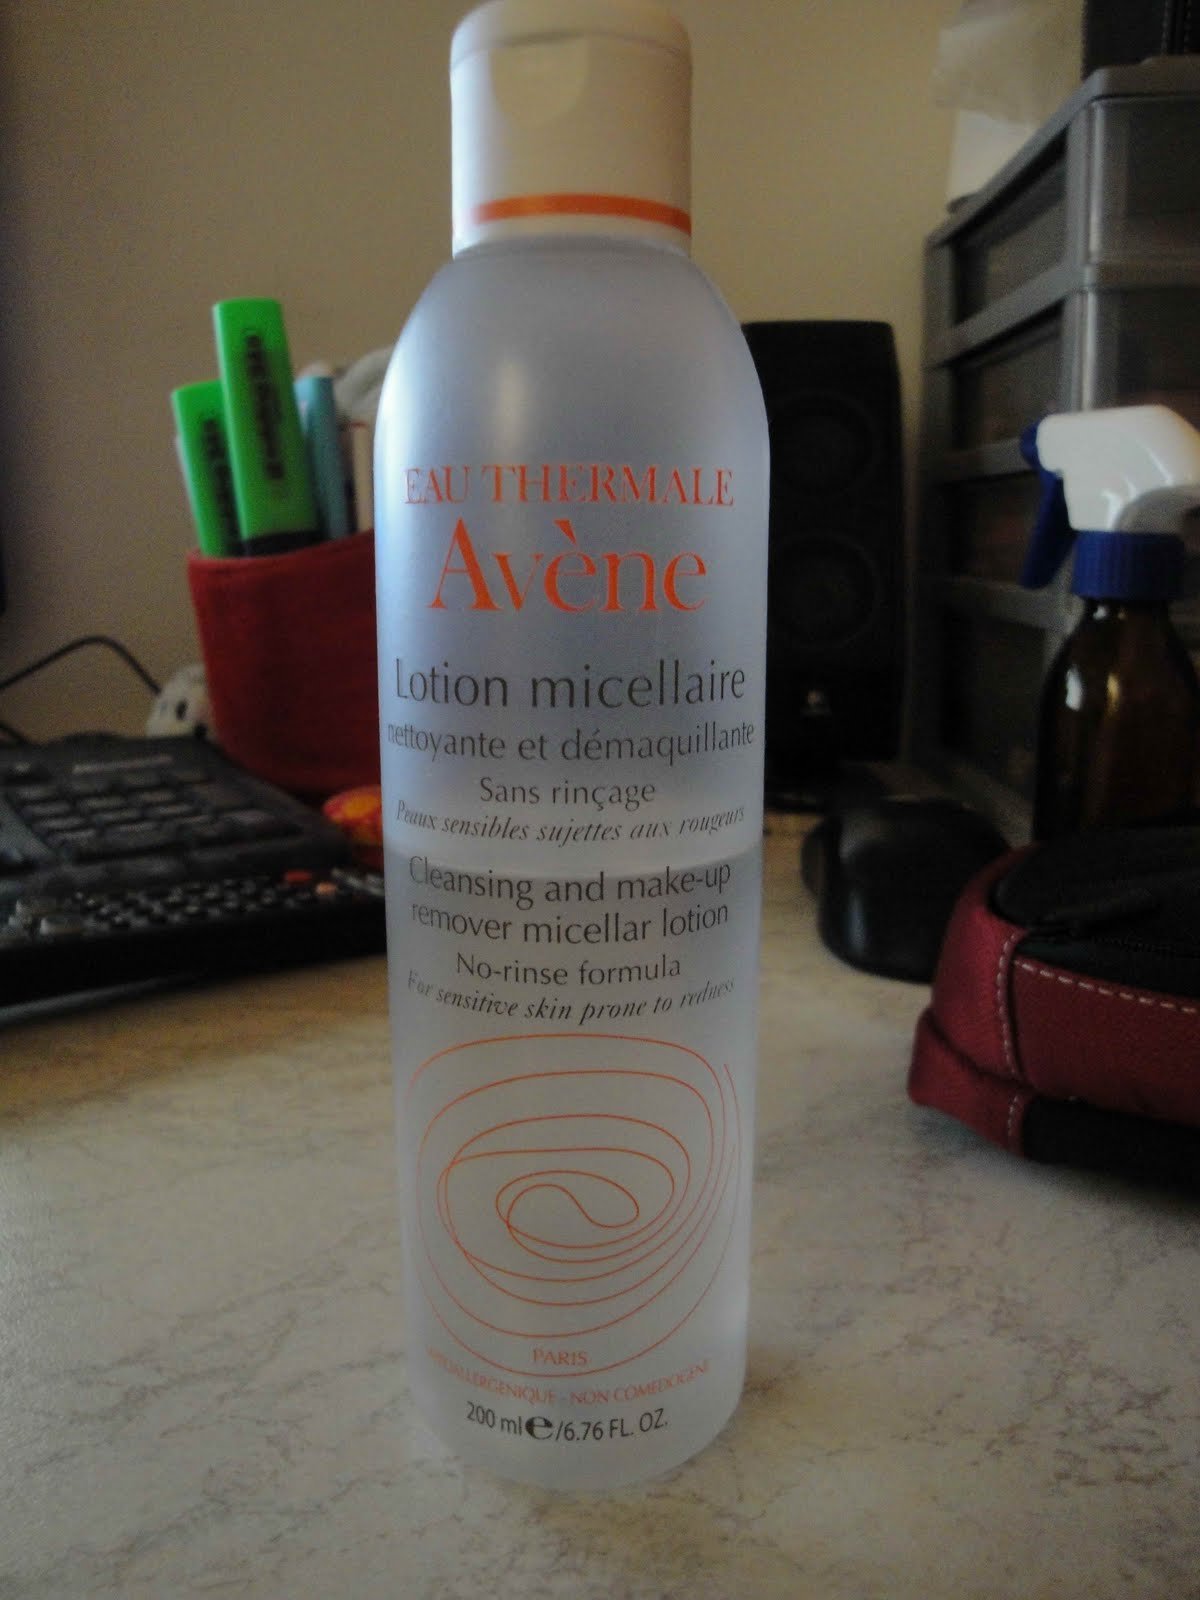 EAU THERMALE
Avène
Lotion micellaire
nettoyante et démaquillante
Sans rinçage
Peaux sensibles sujettes aux rougeurs
Cleansing and make-up
remover micellar lotion
No-rinse formula
For sensitive skin prone to redness
PARIS
HYPOALLERGENIQUE - NON COMEDOGENE
200 ml e/6.76 FL. OZ.